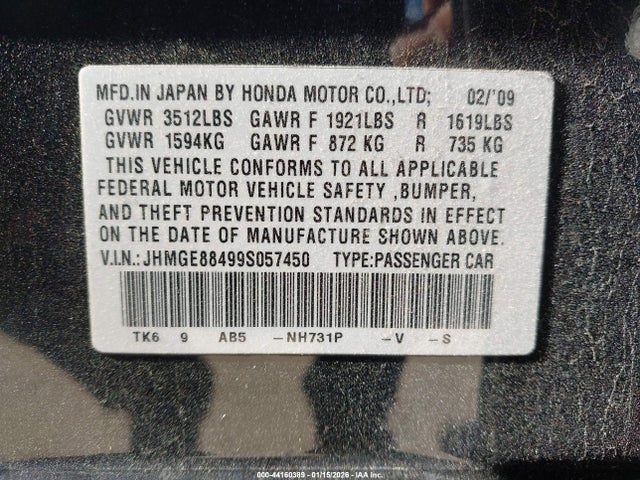 MFD.IN JAPAN BY HONDA MOTOR CO.,LTD; 02/'09
GVWR 3512LBS GAWR F 1921LBS R 1619LBS
GVWR 1594KG GAWR F 872 KG R 735 KG
THIS VEHICLE CONFORMS TO ALL APPLICABLE
FEDERAL MOTOR VEHICLE SAFETY ,BUMPER,
AND THEFT PREVENTION STANDARDS IN EFFECT
ON THE DATE OF MANUFACTURE SHOWN ABOVE.
V.I.N.:JHMGE88499S057450 TYPE:PASSENGER CAR
TK6 9 AB5 -NH731P -V -S
000-44160389 - 01/15/2026 - IAA Inc.